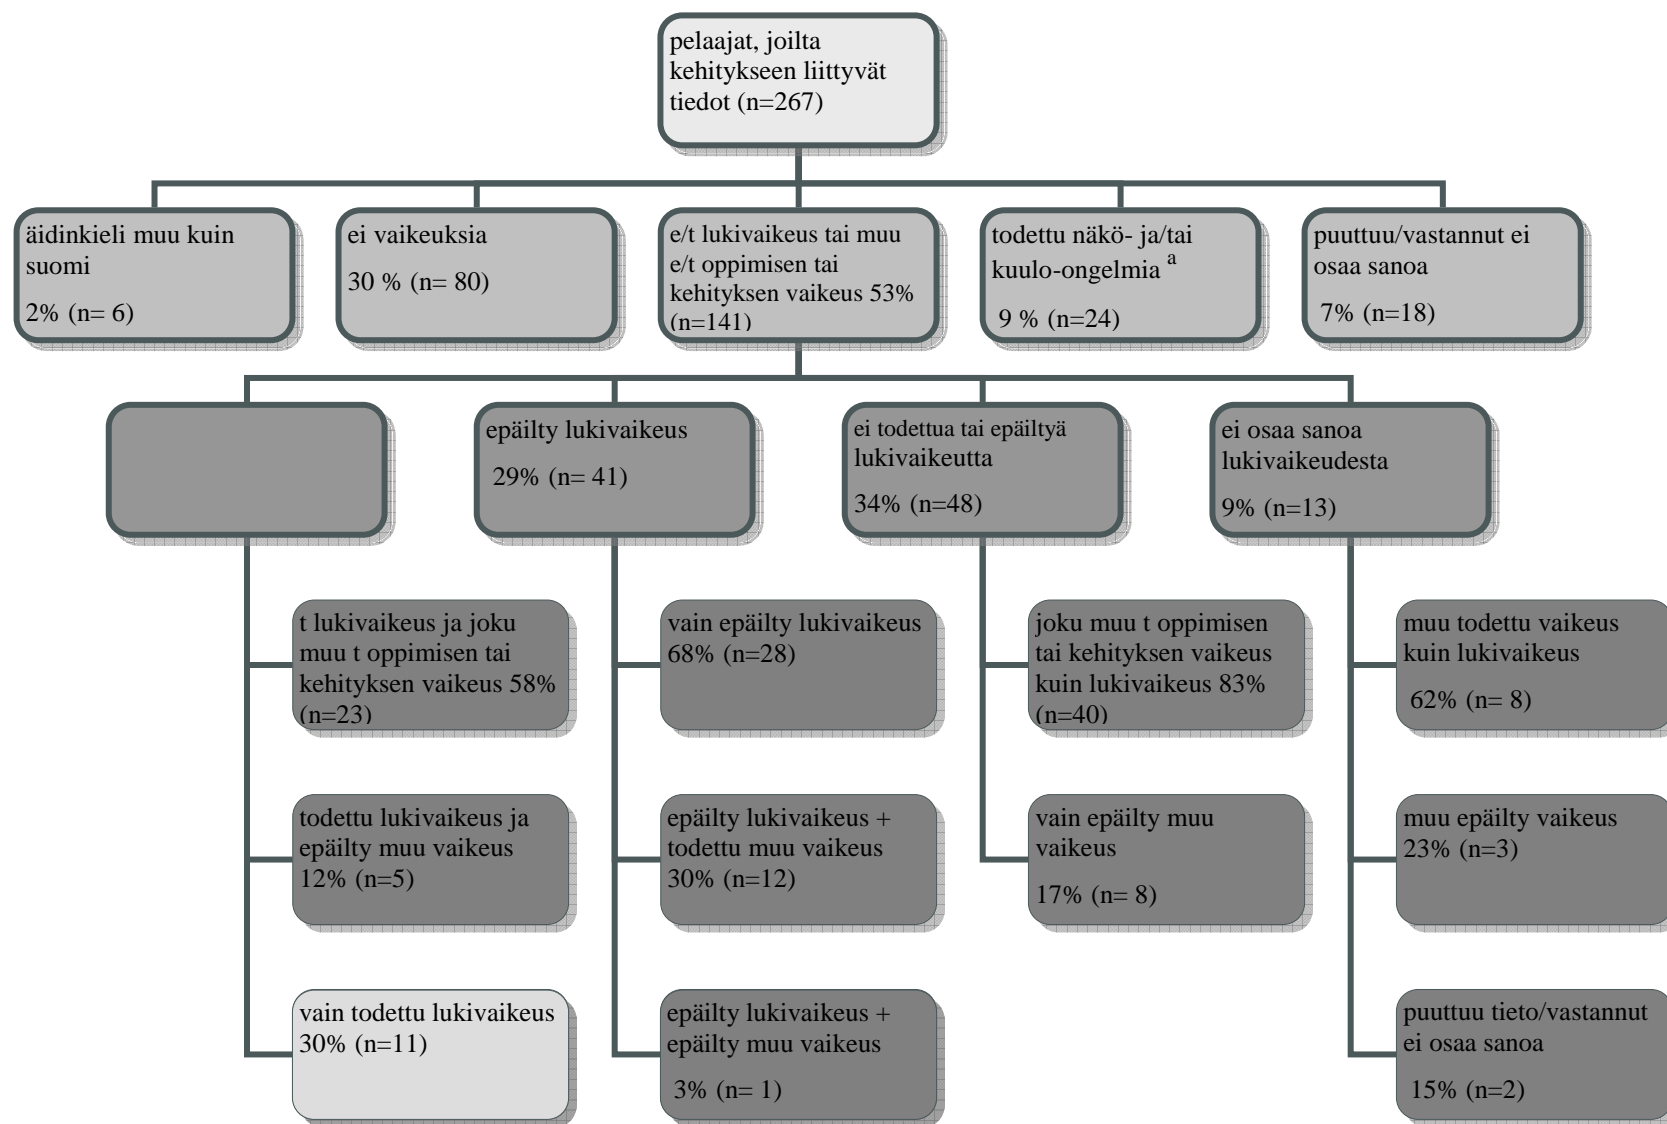 pelaajat, joilta
kehitykseen liittyvät
tiedot (n=267)
äidinkieli muu kuin
suomi
2% (n= 6)
ei vaikeuksia
30 % (n= 80)
e/t lukivaikeus tai muu
e/t oppimisen tai
kehityksen vaikeus 53%
(n=141)
todettu näkö- ja/tai
kuulo-ongelmia a
9 % (n=24)
puuttuu/vastannut ei
osaa sanoa
7% (n=18)
epäilty lukivaikeus
29% (n= 41)
ei todettua tai epäiltyä
lukivaikeutta
34% (n=48)
ei osaa sanoa
lukivaikeudesta
9% (n=13)
t lukivaikeus ja joku
muu t oppimisen tai
kehityksen vaikeus 58%
(n=23)
vain epäilty lukivaikeus
68% (n=28)
joku muu t oppimisen
tai kehityksen vaikeus
kuin lukivaikeus 83%
(n=40)
muu todettu vaikeus
kuin lukivaikeus
62% (n= 8)
todettu lukivaikeus ja
epäilty muu vaikeus
12% (n=5)
epäilty lukivaikeus +
todettu muu vaikeus
30% (n=12)
vain epäilty muu
vaikeus
17% (n= 8)
muu epäilty vaikeus
23% (n=3)
vain todettu lukivaikeus
30% (n=11)
epäilty lukivaikeus +
epäilty muu vaikeus
3% (n= 1)
puuttuu tieto/vastannut
ei osaa sanoa
15% (n=2)